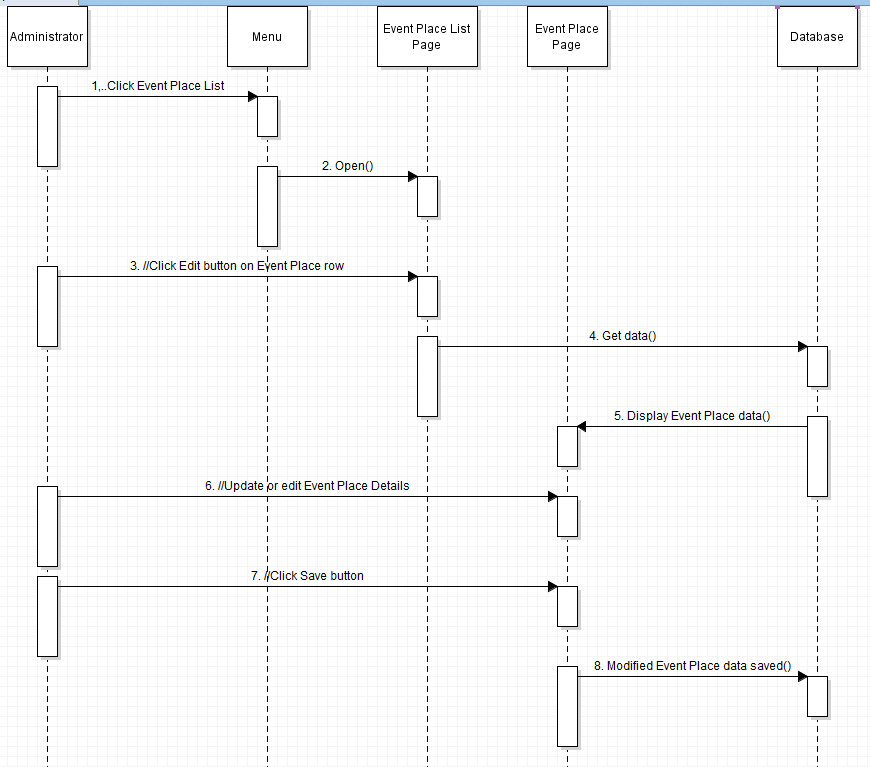 Administrator
Menu
Event Place List
Page
Event Place
Page
Database
1,..Click Event Place List
2. Open()
3. //Click Edit button on Event Place row
4. Get data()
5. Display Event Place data()
6. //Update or edit Event Place Details
7. //Click Save button
8. Modified Event Place data saved()